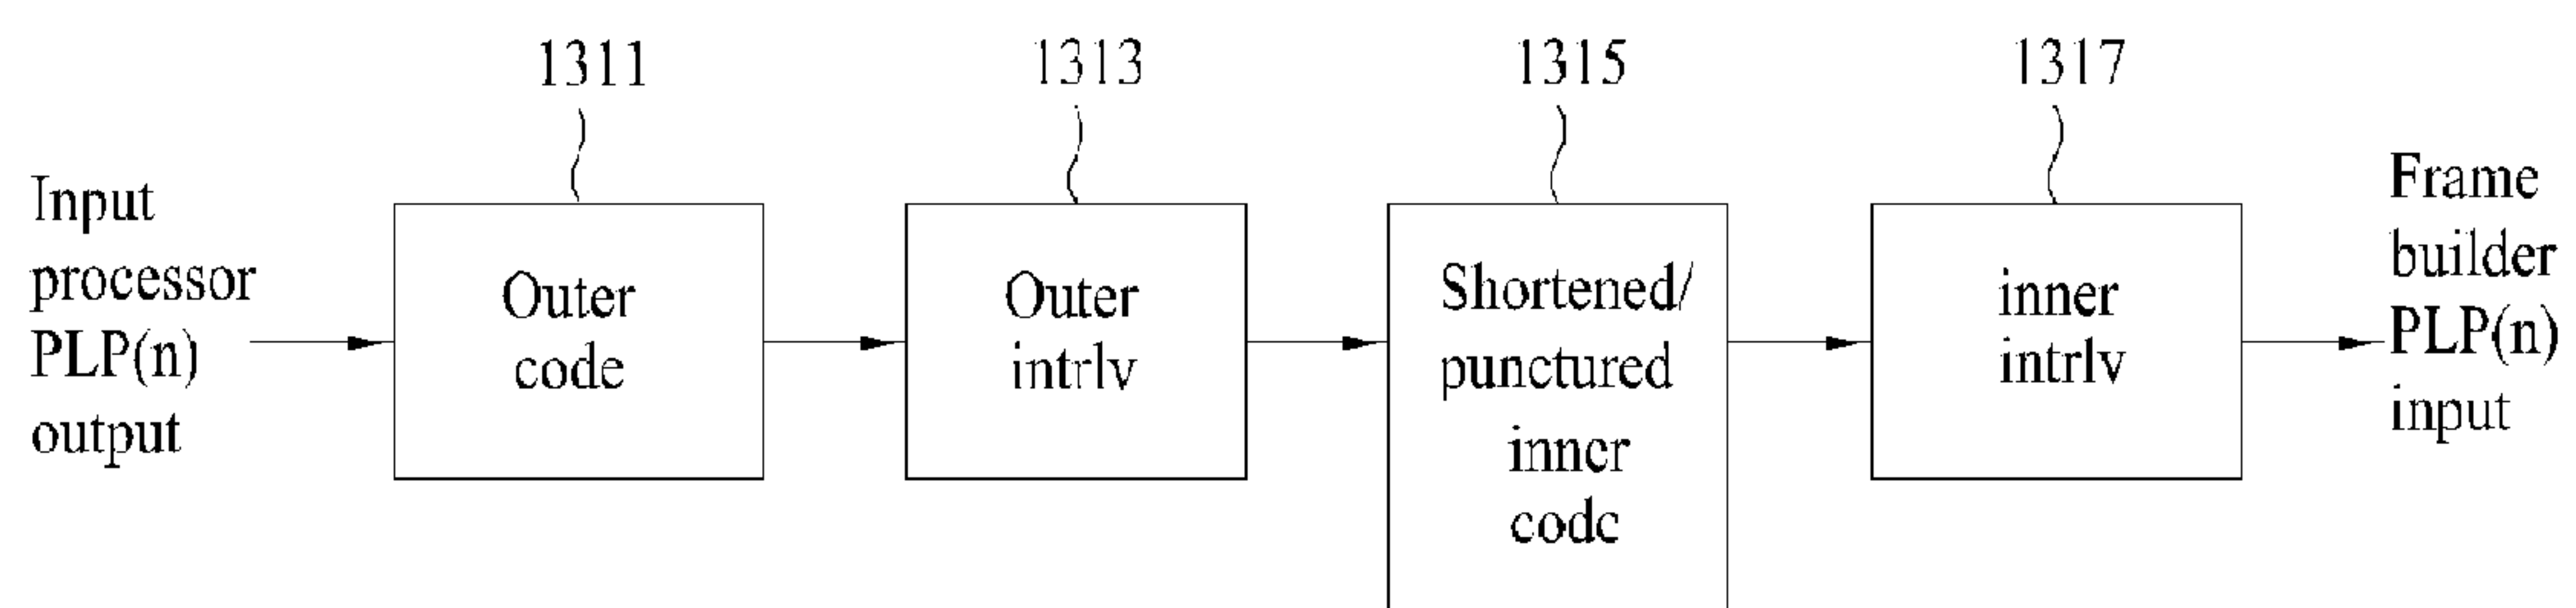 1311
1313
1315
1317
Input
processor
PLP(n)
output
Outer
code
Outer
intrlv
Shortened/
punctured
inner
code
inner
intrlv
Frame
builder
PLP(n)
input